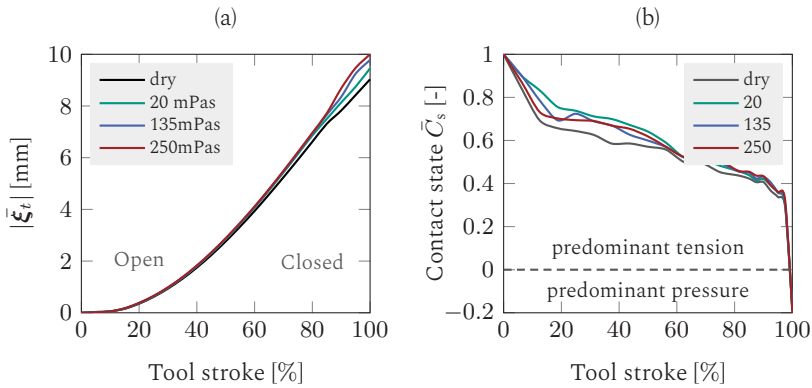 (a)
10
8
6
4
2
0
|ξ̄ₜ| [mm]
dry
20 mPas
135mPas
250mPas
Open
Closed
0 20 40 60 80 100
Tool stroke [%]
(b)
1
0.8
0.6
0.4
0.2
0
−0.2
Contact state C̄ₛ [-]
dry
20
135
250
predominant tension
predominant pressure
0 20 40 60 80 100
Tool stroke [%]